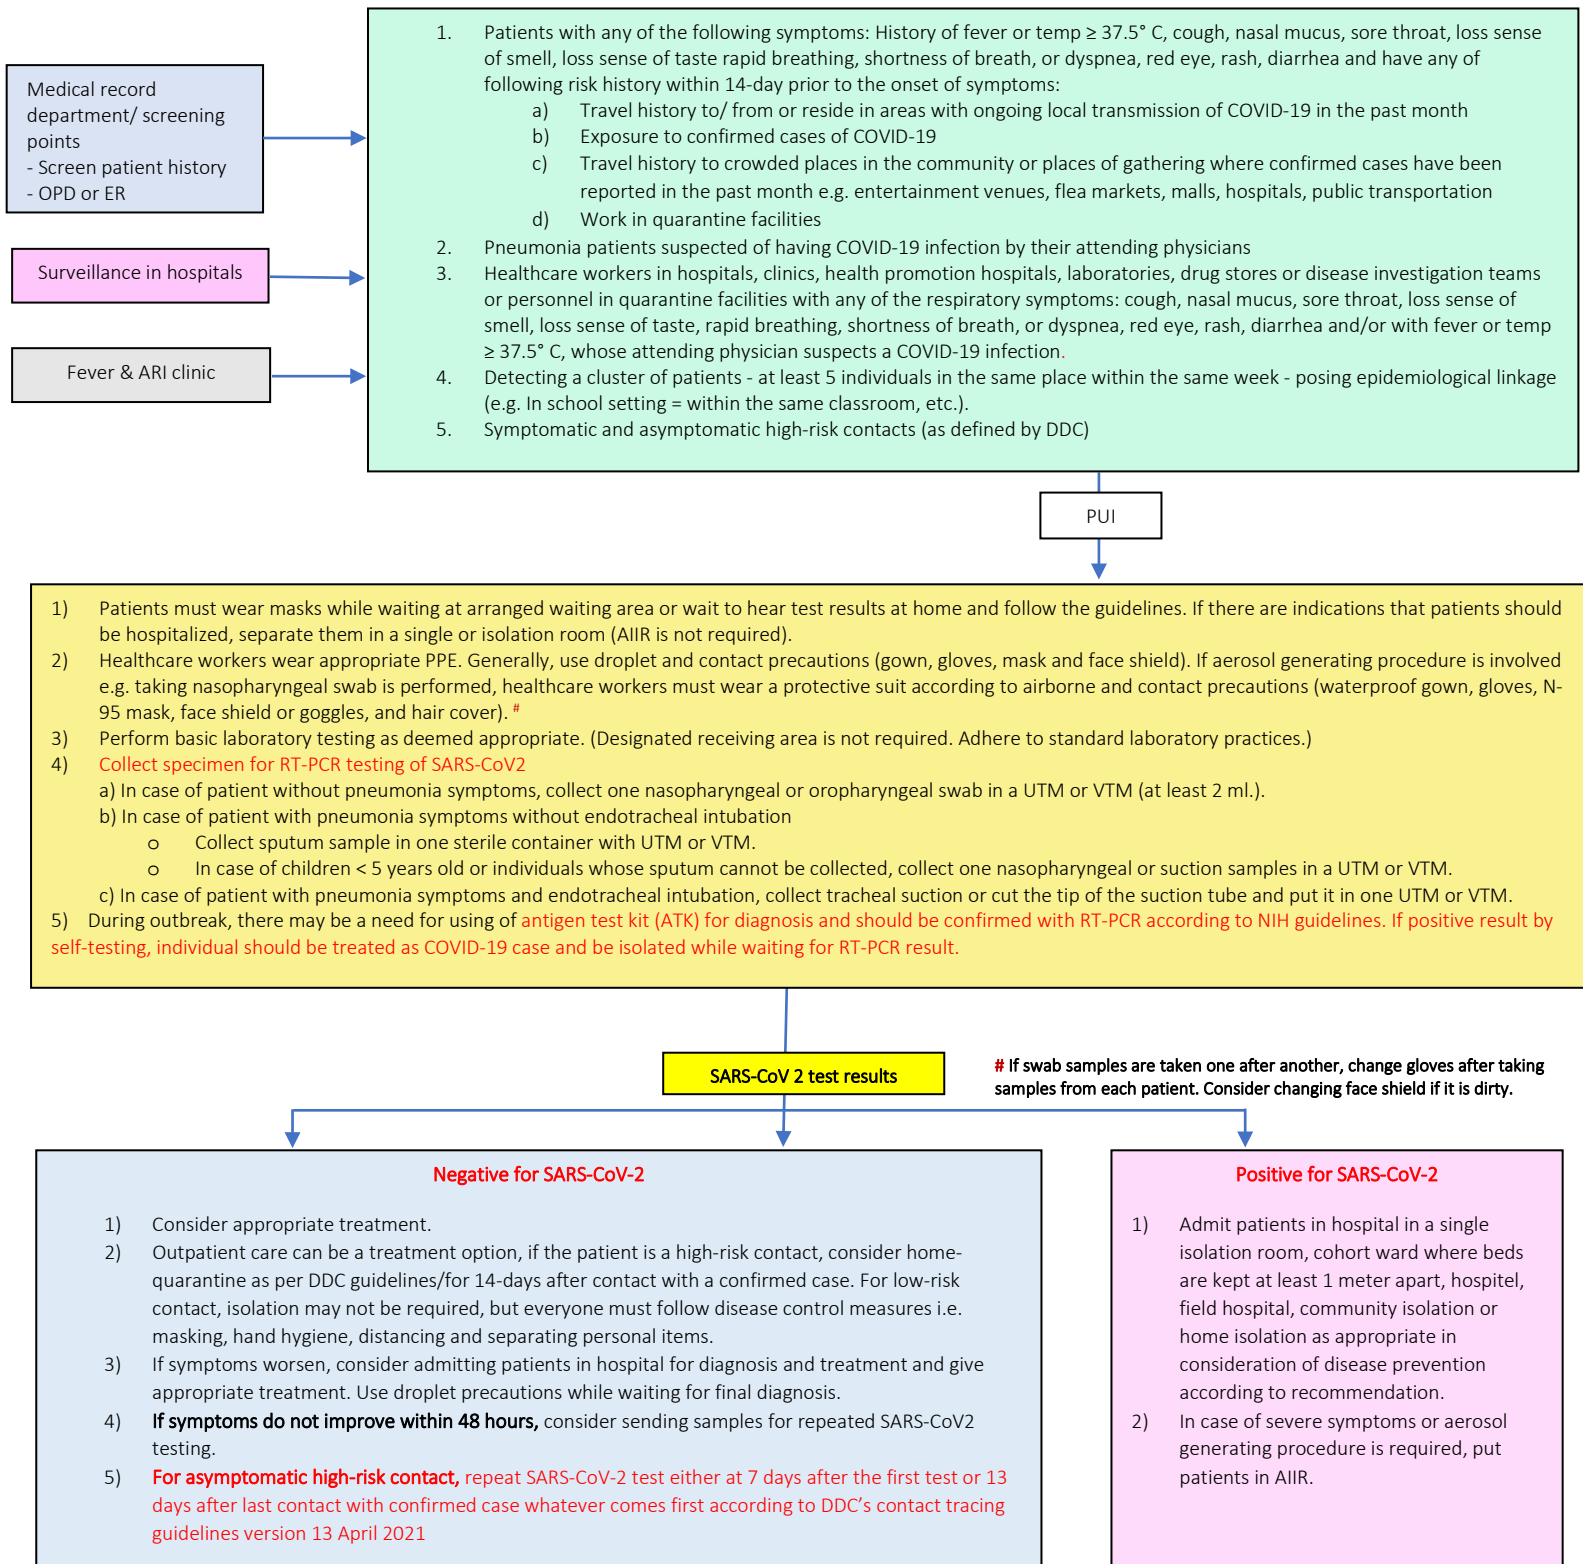 Medical record
department/ screening
points
- Screen patient history
- OPD or ER
Surveillance in hospitals
Fever & ARI clinic
1. Patients with any of the following symptoms: History of fever or temp ≥ 37.5° C, cough, nasal mucus, sore throat, loss sense
of smell, loss sense of taste rapid breathing, shortness of breath, or dyspnea, red eye, rash, diarrhea and have any of
following risk history within 14-day prior to the onset of symptoms:
a) Travel history to/ from or reside in areas with ongoing local transmission of COVID-19 in the past month
b) Exposure to confirmed cases of COVID-19
c) Travel history to crowded places in the community or places of gathering where confirmed cases have been
reported in the past month e.g. entertainment venues, flea markets, malls, hospitals, public transportation
d) Work in quarantine facilities
2. Pneumonia patients suspected of having COVID-19 infection by their attending physicians
3. Healthcare workers in hospitals, clinics, health promotion hospitals, laboratories, drug stores or disease investigation teams
or personnel in quarantine facilities with any of the respiratory symptoms: cough, nasal mucus, sore throat, loss sense of
smell, loss sense of taste, rapid breathing, shortness of breath, or dyspnea, red eye, rash, diarrhea and/or with fever or temp
≥ 37.5° C, whose attending physician suspects a COVID-19 infection.
4. Detecting a cluster of patients - at least 5 individuals in the same place within the same week - posing epidemiological linkage
(e.g. In school setting = within the same classroom, etc.).
5. Symptomatic and asymptomatic high-risk contacts (as defined by DDC)
PUI
1) Patients must wear masks while waiting at arranged waiting area or wait to hear test results at home and follow the guidelines. If there are indications that patients should
be hospitalized, separate them in a single or isolation room (AIIR is not required).
2) Healthcare workers wear appropriate PPE. Generally, use droplet and contact precautions (gown, gloves, mask and face shield). If aerosol generating procedure is involved
e.g. taking nasopharyngeal swab is performed, healthcare workers must wear a protective suit according to airborne and contact precautions (waterproof gown, gloves, N-
95 mask, face shield or goggles, and hair cover). #
3) Perform basic laboratory testing as deemed appropriate. (Designated receiving area is not required. Adhere to standard laboratory practices.)
4) Collect specimen for RT-PCR testing of SARS-CoV2
a) In case of patient without pneumonia symptoms, collect one nasopharyngeal or oropharyngeal swab in a UTM or VTM (at least 2 ml.).
b) In case of patient with pneumonia symptoms without endotracheal intubation
o Collect sputum sample in one sterile container with UTM or VTM.
o In case of children < 5 years old or individuals whose sputum cannot be collected, collect one nasopharyngeal or suction samples in a UTM or VTM.
c) In case of patient with pneumonia symptoms and endotracheal intubation, collect tracheal suction or cut the tip of the suction tube and put it in one UTM or VTM.
5) During outbreak, there may be a need for using of antigen test kit (ATK) for diagnosis and should be confirmed with RT-PCR according to NIH guidelines. If positive result by
self-testing, individual should be treated as COVID-19 case and be isolated while waiting for RT-PCR result.
SARS-CoV 2 test results
# If swab samples are taken one after another, change gloves after taking
samples from each patient. Consider changing face shield if it is dirty.
Negative for SARS-CoV-2
1) Consider appropriate treatment.
2) Outpatient care can be a treatment option, if the patient is a high-risk contact, consider home-
quarantine as per DDC guidelines/for 14-days after contact with a confirmed case. For low-risk
contact, isolation may not be required, but everyone must follow disease control measures i.e.
masking, hand hygiene, distancing and separating personal items.
3) If symptoms worsen, consider admitting patients in hospital for diagnosis and treatment and give
appropriate treatment. Use droplet precautions while waiting for final diagnosis.
4) If symptoms do not improve within 48 hours, consider sending samples for repeated SARS-CoV2
testing.
5) For asymptomatic high-risk contact, repeat SARS-CoV-2 test either at 7 days after the first test or 13
days after last contact with confirmed case whatever comes first according to DDC’s contact tracing
guidelines version 13 April 2021
Positive for SARS-CoV-2
1) Admit patients in hospital in a single
isolation room, cohort ward where beds
are kept at least 1 meter apart, hospitel,
field hospital, community isolation or
home isolation as appropriate in
consideration of disease prevention
according to recommendation.
2) In case of severe symptoms or aerosol
generating procedure is required, put
patients in AIIR.